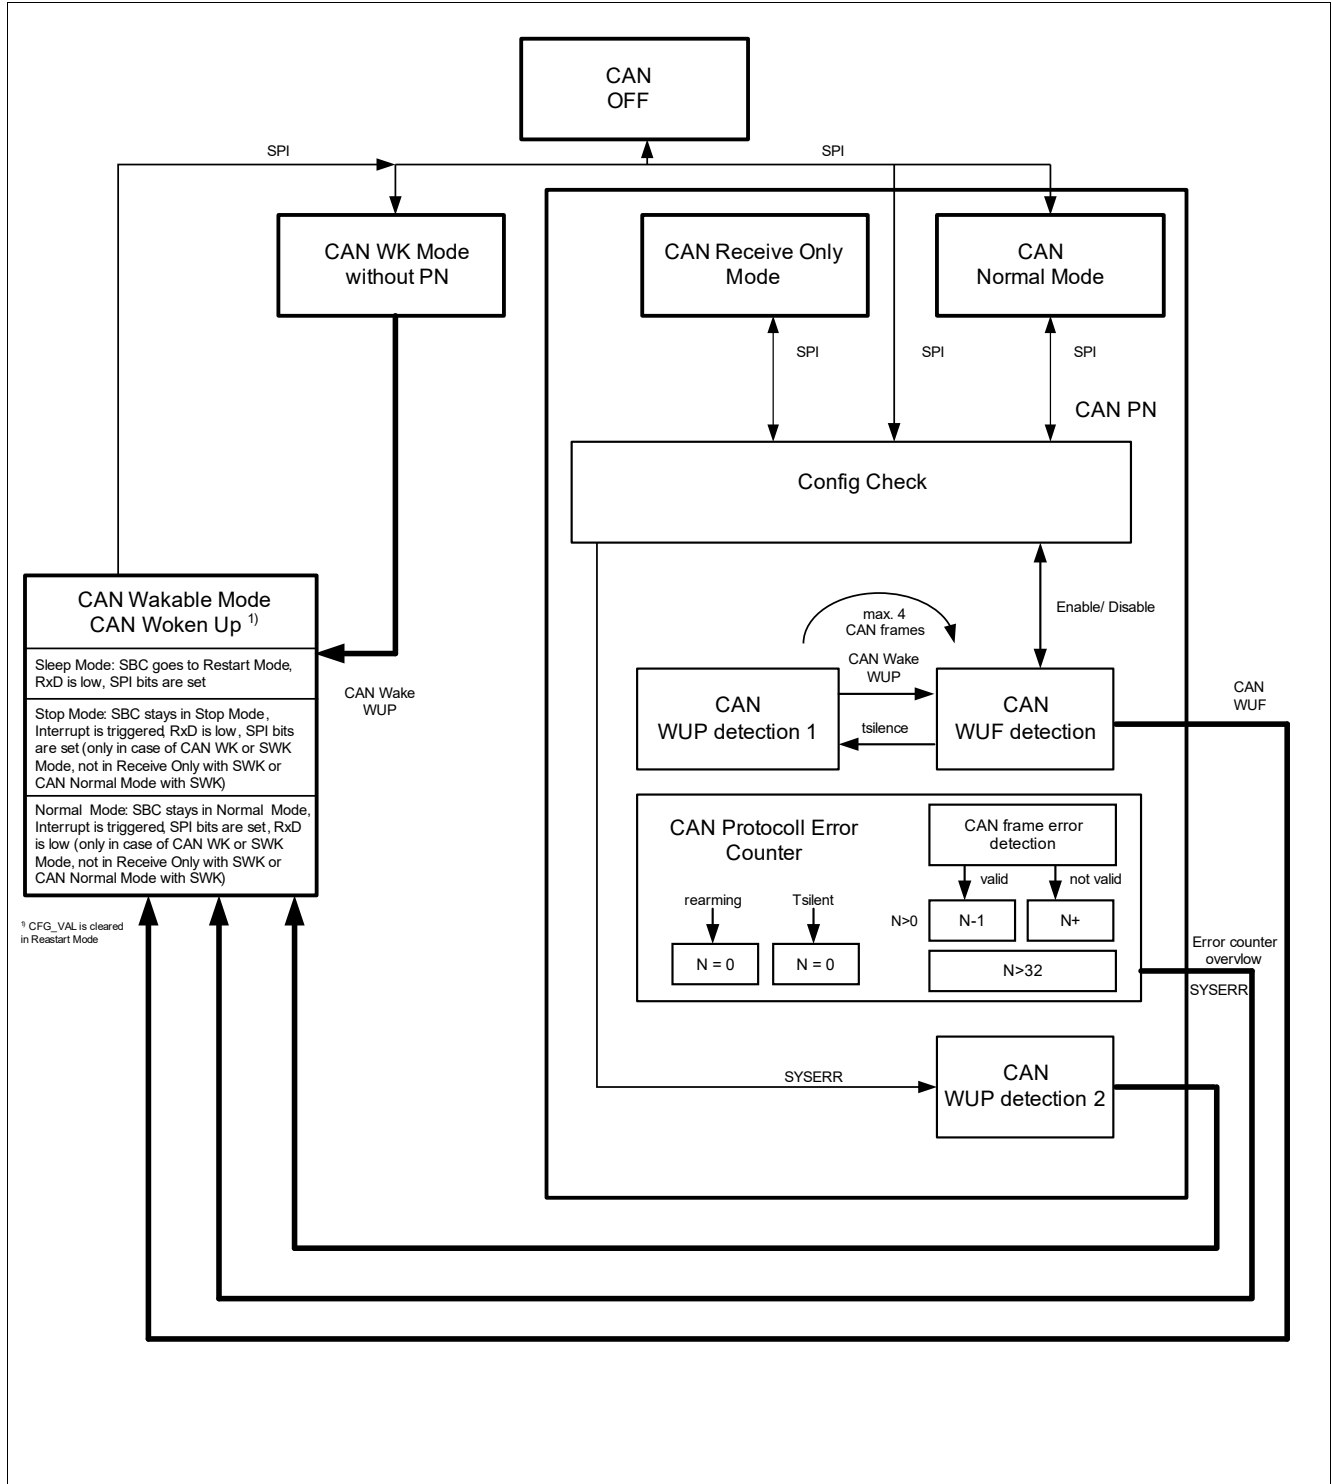 CAN
OFF
SPI
SPI
CAN WK Mode
without PN
CAN Receive Only
Mode
CAN
Normal Mode
SPI
SPI
SPI
CAN PN
Config Check
Enable/ Disable
max. 4
CAN frames
CAN Wake
WUP
tsilence
CAN
WUP detection 1
CAN
WUF detection
CAN
WUF
CAN Wakable Mode
CAN Woken Up 1)
Sleep Mode: SBC goes to Restart Mode,
RxD is low, SPI bits are set
Stop Mode: SBC stays in Stop Mode,
Interrupt is triggered, RxD is low, SPI bits
are set (only in case of CAN WK or SWK
Mode, not in Receive Only with SWK or
CAN Normal Mode with SWK)
Normal Mode: SBC stays in Normal Mode,
Interrupt is triggered, SPI bits are set, RxD
is low (only in case of CAN WK or SWK
Mode, not in Receive Only with SWK or
CAN Normal Mode with SWK)
CAN Wake
WUP
1) CFG_VAL is cleared
in Reastart Mode
CAN Protocoll Error
Counter
rearming
Tsilent
N = 0
N = 0
CAN frame error
detection
valid
not valid
N>0
N-1
N+
N>32
Error counter
overvlow
SYSERR
SYSERR
CAN
WUP detection 2